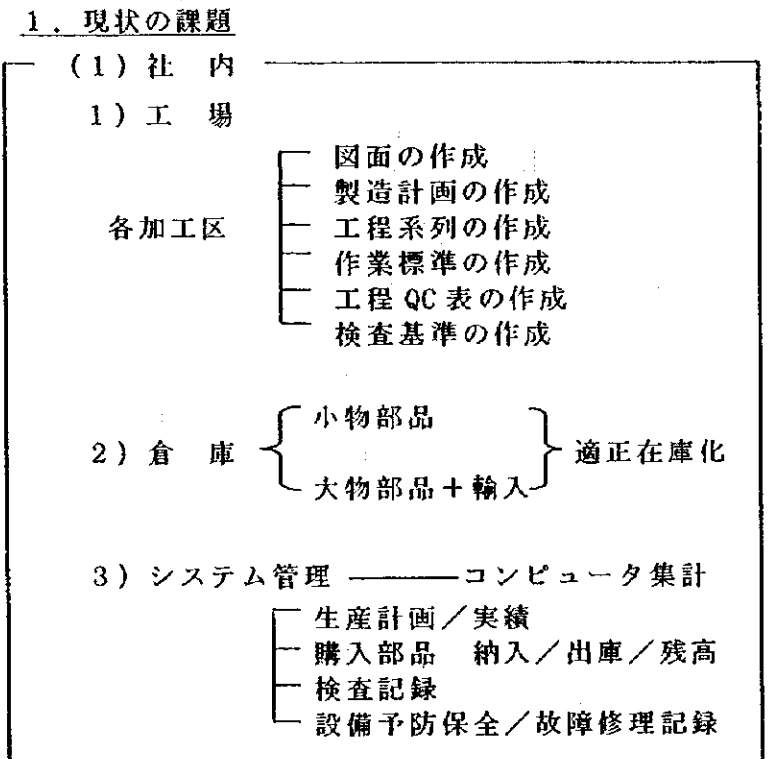 1．現状の課題
(1)社　内
1)工　場
図面の作成
製造計画の作成
各加工区
工程系列の作成
作業標準の作成
工程QC表の作成
検査基準の作成
小物部品
2)倉　庫
適正在庫化
大物部品＋輸入
3)システム管理 ———コンピュータ集計
生産計画／実績
購入部品　納入／出庫／残高
検査記録
設備予防保全／故障修理記録